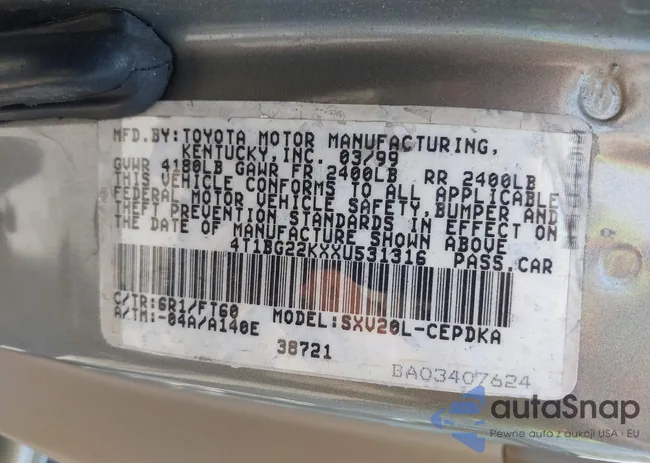 MFD.BY:TOYOTA MOTOR MANUFACTURING,
KENTUCKY,INC. 03/99
GVWR 4180LB GAWR FR 2400LB RR 2400LB
THIS VEHICLE CONFORMS TO ALL APPLICABLE
FEDERAL MOTOR VEHICLE SAFETY,BUMPER AND
THEFT PREVENTION STANDARDS IN EFFECT ON
THE DATE OF MANUFACTURE SHOWN ABOVE.
4T1BG22KXXU531316 PASS.CAR
C/TR:6R1/FT60 MODEL:SXV20L-CEPDKA
A/TM:-04A/A140E
38721
BA03407624
autaSnap
Pewne auta z aukcji USA i EU